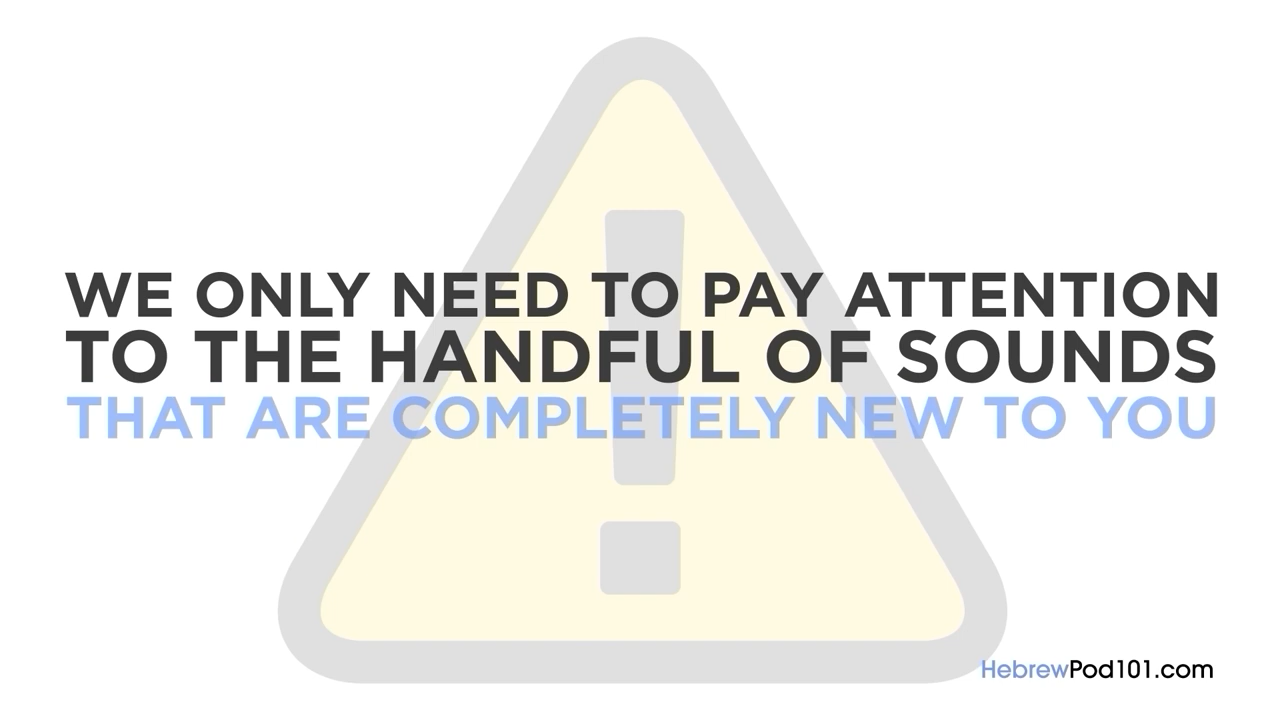 WE ONLY NEED TO PAY ATTENTION
TO THE HANDFUL OF SOUNDS
THAT ARE COMPLETELY NEW TO YOU
HebrewPod101.com